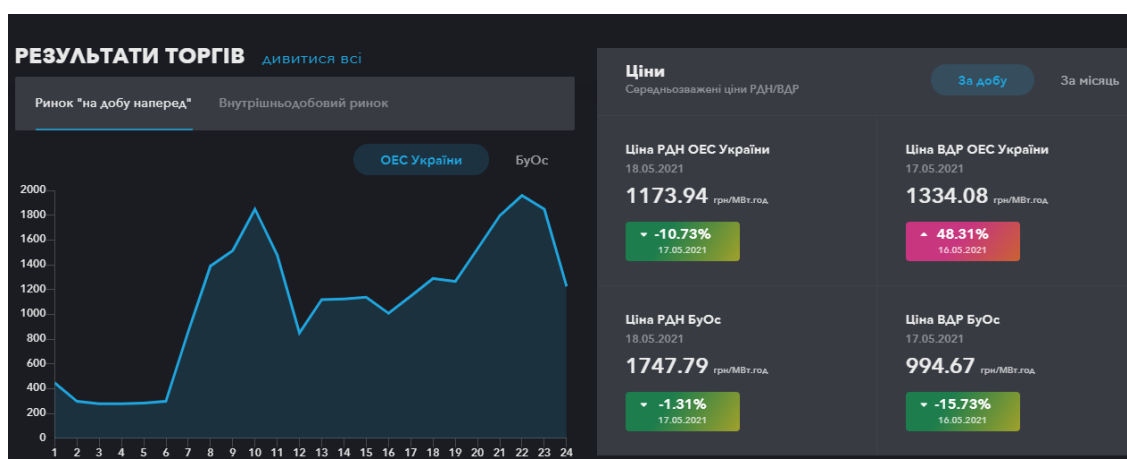 РЕЗУЛЬТАТИ ТОРГІВ дивитися всі
Ринок "на добу наперед" Внутрішньодобовий ринок
ОЕС України БуОс
2000
1800
1600
1400
1200
1000
800
600
400
200
0
1 2 3 4 5 6 7 8 9 10 11 12 13 14 15 16 17 18 19 20 21 22 23 24
Ціни
Середньозважені ціни РДН/ВДР
За добу За місяць
Ціна РДН ОЕС України
18.05.2021
1173.94 грн/МВт.год
-10.73%
17.05.2021
Ціна ВДР ОЕС України
17.05.2021
1334.08 грн/МВт.год
48.31%
16.05.2021
Ціна РДН БуОс
18.05.2021
1747.79 грн/МВт.год
-1.31%
17.05.2021
Ціна ВДР БуОс
17.05.2021
994.67 грн/МВт.год
-15.73%
16.05.2021